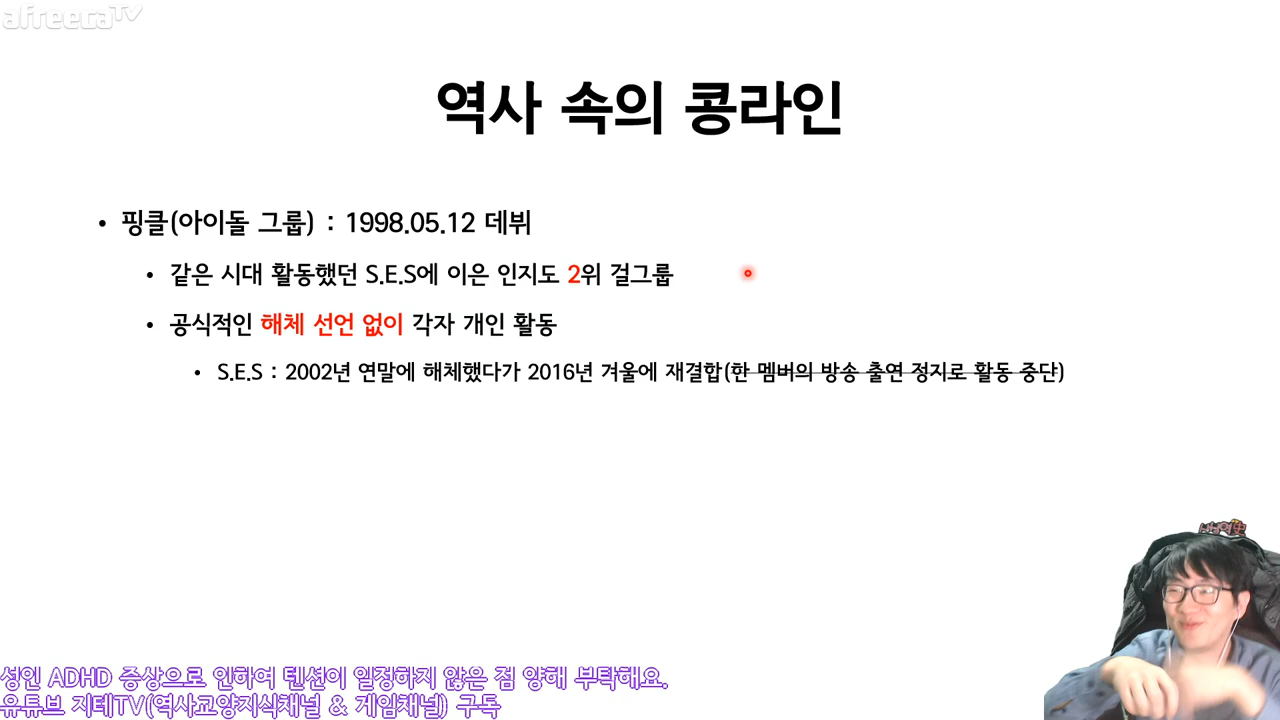 afreecaTV
역사 속의 콩라인
• 핑클(아이돌 그룹) : 1998.05.12 데뷔
• 같은 시대 활동했던 S.E.S에 이은 인지도 2위 걸그룹
• 공식적인 해체 선언 없이 각자 개인 활동
• S.E.S : 2002년 연말에 해체했다가 2016년 겨울에 재결합(한 멤버의 방송 출연 정지로 활동 중단)
성인 ADHD 증상으로 인하여 텐션이 일정하지 않은 점 양해 부탁해요.
유튜브 지테TV(역사교양지식채널 & 게임채널) 구독